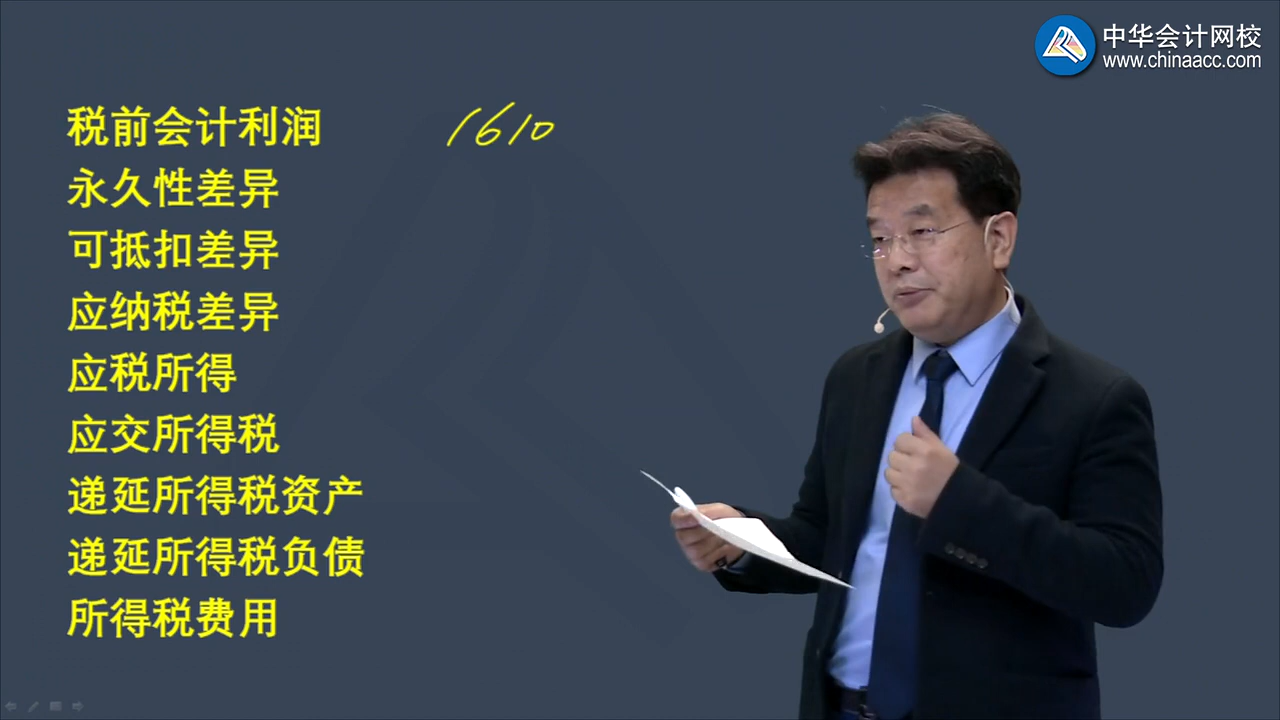 中华会计网校
www.chinaacc.com
税前会计利润 1610
永久性差异
可抵扣差异
应纳税差异
应税所得
应交所得税
递延所得税资产
递延所得税负债
所得税费用